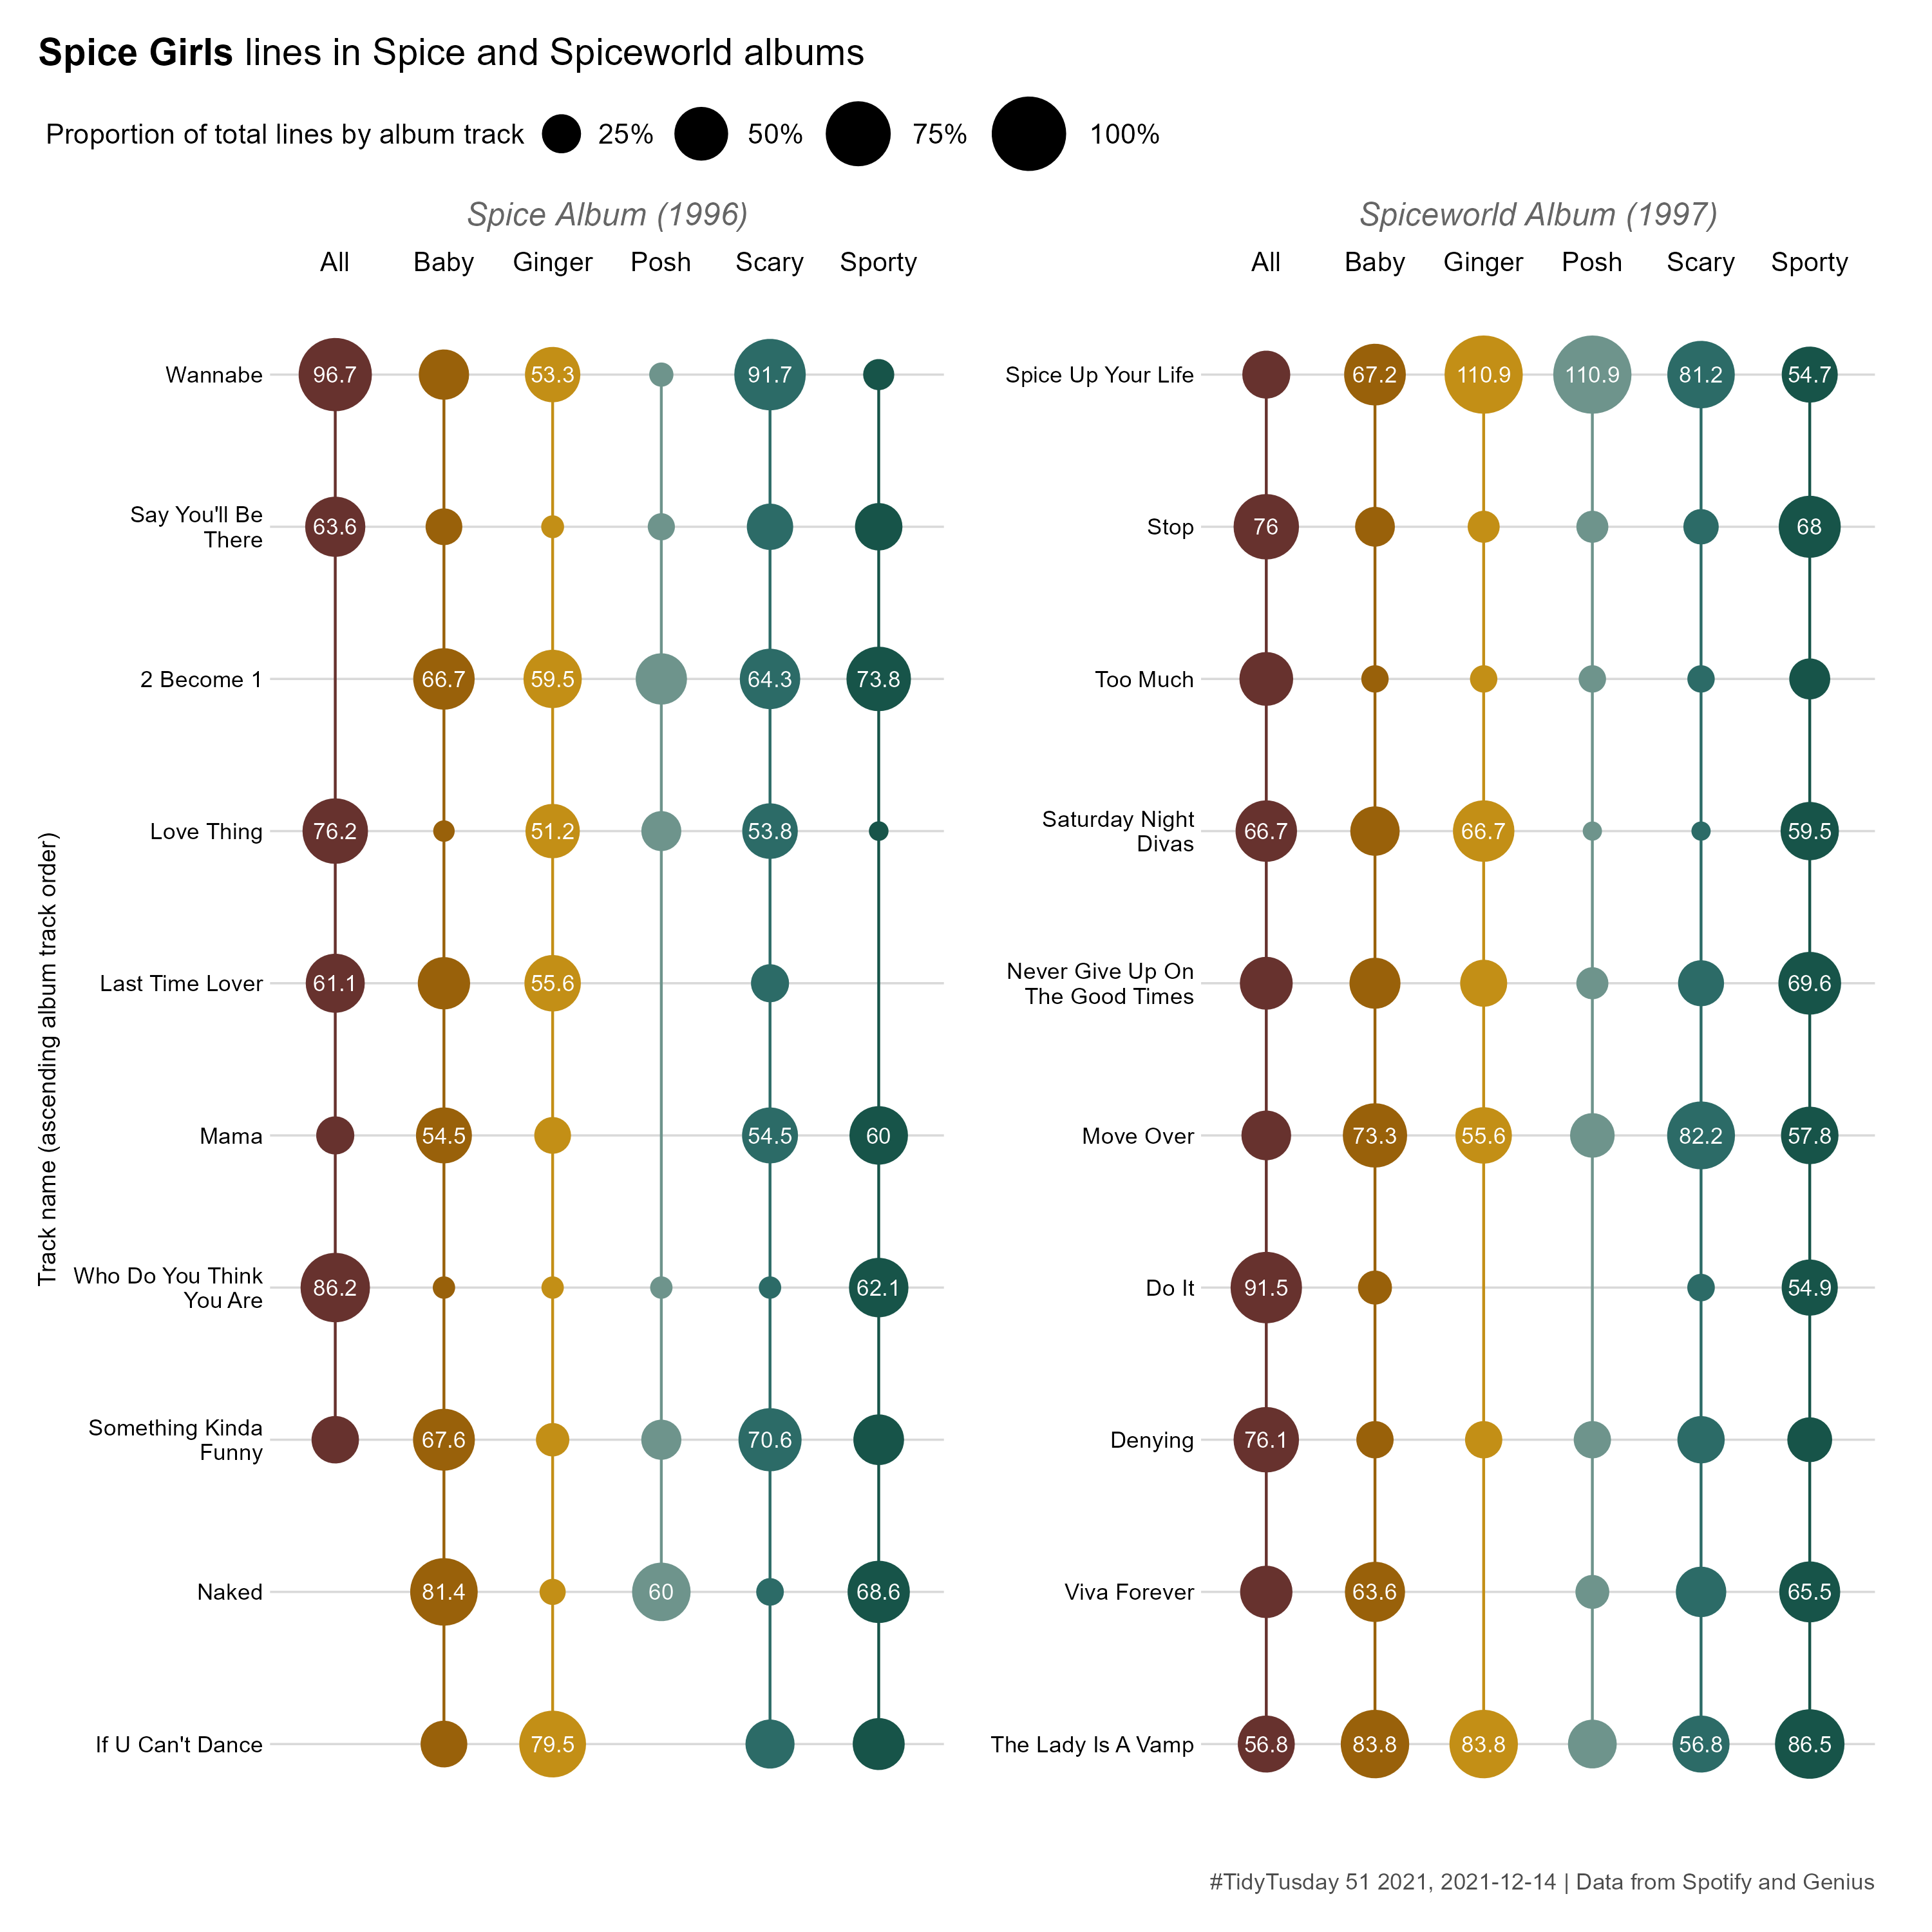 Spice Girls lines in Spice and Spiceworld albums
Proportion of total lines by album track 25% 50% 75% 100%
Spice Album (1996)
All Baby Ginger Posh Scary Sporty
Track name (ascending album track order)
Wannabe 96.7 53.3 91.7
Say You'll Be
There
63.6
2 Become 1 66.7 59.5 64.3 73.8
Love Thing 76.2 51.2 53.8
Last Time Lover 61.1 55.6
Mama 54.5 54.5 60
Who Do You Think
You Are
86.2 62.1
Something Kinda
Funny
67.6 70.6
Naked 81.4 60 68.6
If U Can't Dance 79.5
Spiceworld Album (1997)
All Baby Ginger Posh Scary Sporty
Spice Up Your Life 67.2 110.9 110.9 81.2 54.7
Stop 76 68
Too Much
Saturday Night
Divas
66.7 66.7 59.5
Never Give Up On
The Good Times
69.6
Move Over 73.3 55.6 82.2 57.8
Do It 91.5 54.9
Denying 76.1
Viva Forever 63.6 65.5
The Lady Is A Vamp 56.8 83.8 83.8 56.8 86.5
#TidyTusday 51 2021, 2021-12-14 | Data from Spotify and Genius